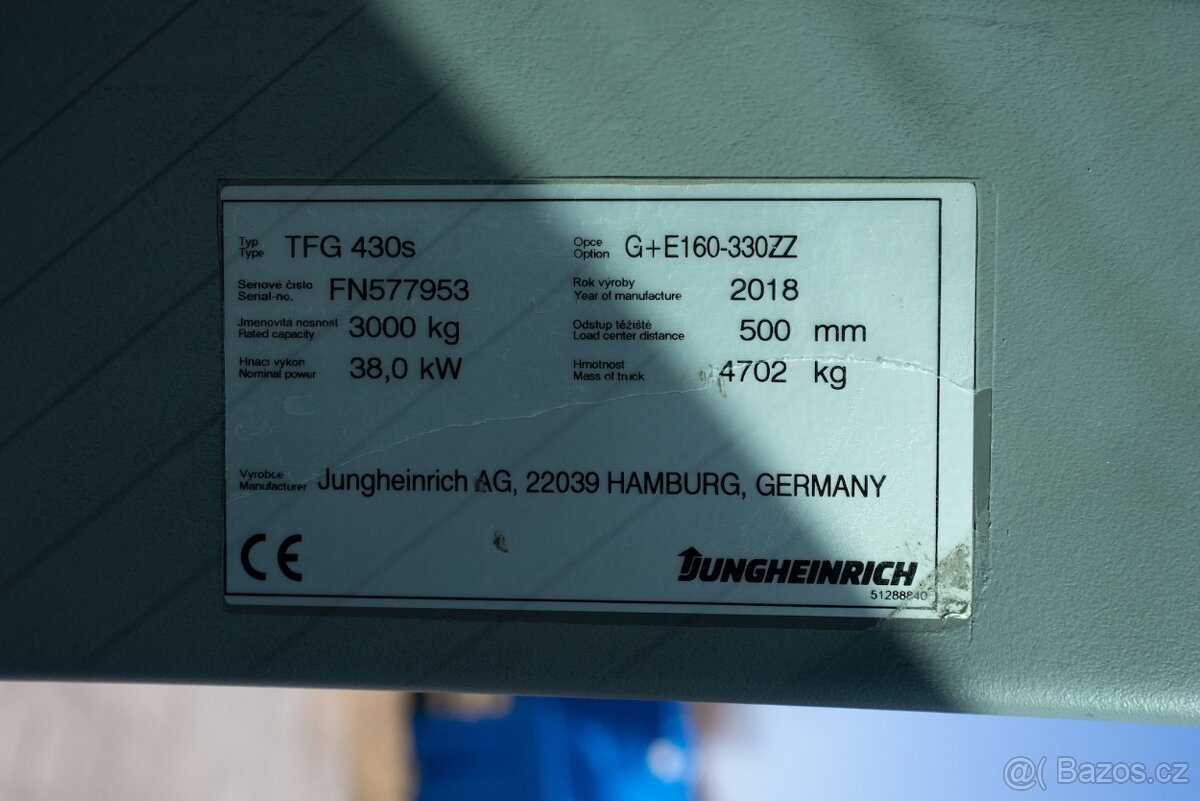 Typ
Type TFG 430s
Opce
Option G+E160-330ZZ
Seriové číslo
Serial-no. FN577953
Rok výroby
Year of manufacture 2018
Jmenovitá nosnost
Rated capacity 3000 kg
Odstup těžiště
Load center distance 500 mm
Hnací výkon
Nominal power 38,0 kW
Hmotnost
Mass of truck 4702 kg
Výrobce
Manufacturer Jungheinrich AG, 22039 HAMBURG, GERMANY
CE
JUNGHEINRICH
51288840
@( Bazos.cz